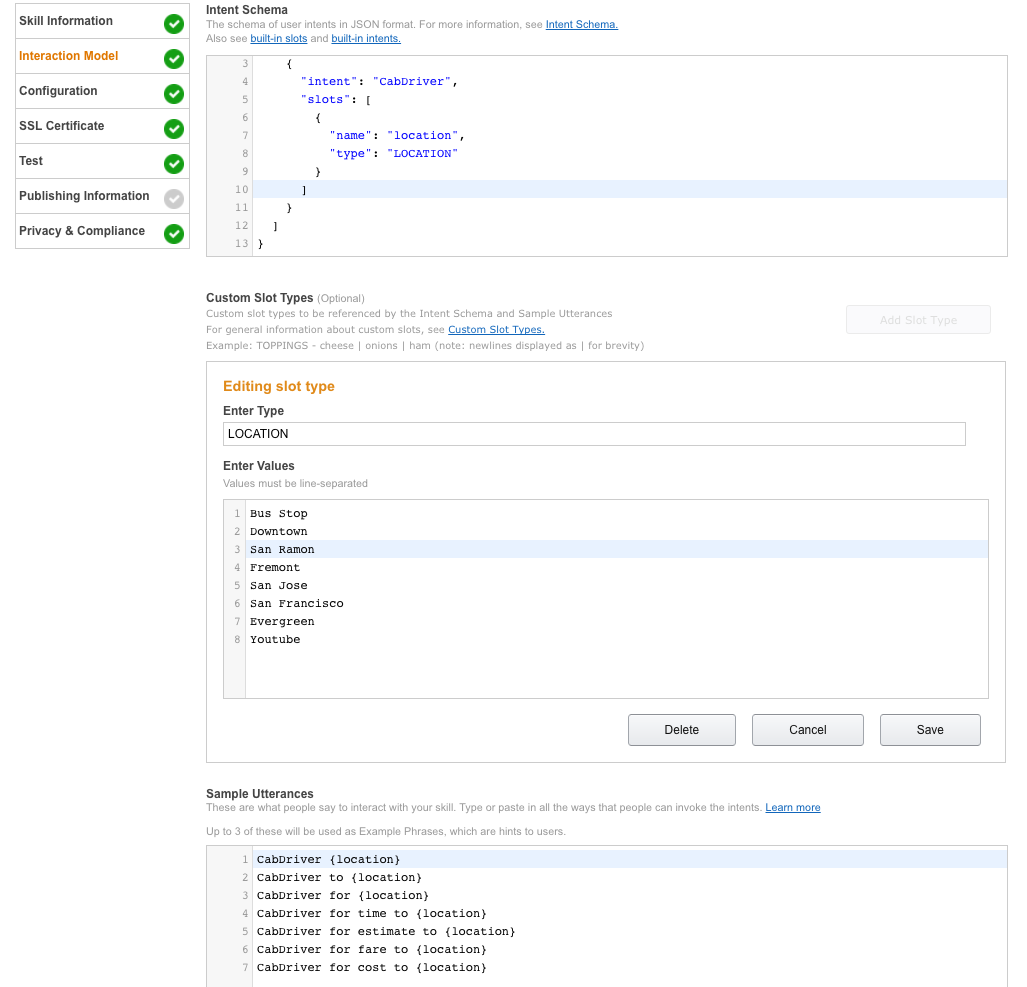 Skill Information
Interaction Model
Configuration
SSL Certificate
Test
Publishing Information
Privacy & Compliance
Intent Schema
The schema of user intents in JSON format. For more information, see Intent Schema.
Also see built-in slots and built-in intents.
3 {
4 "intent": "CabDriver",
5 "slots": [
6 {
7 "name": "location",
8 "type": "LOCATION"
9 }
10 ]
11 }
12 ]
13 }
Custom Slot Types (Optional)
Custom slot types to be referenced by the Intent Schema and Sample Utterances
For general information about custom slots, see Custom Slot Types.
Example: TOPPINGS - cheese | onions | ham (note: newlines displayed as | for brevity)
Add Slot Type
Editing slot type
Enter Type
LOCATION
Enter Values
Values must be line-separated
1 Bus Stop
2 Downtown
3 San Ramon
4 Fremont
5 San Jose
6 San Francisco
7 Evergreen
8 Youtube
Delete
Cancel
Save
Sample Utterances
These are what people say to interact with your skill. Type or paste in all the ways that people can invoke the intents. Learn more
Up to 3 of these will be used as Example Phrases, which are hints to users.
1 CabDriver {location}
2 CabDriver to {location}
3 CabDriver for {location}
4 CabDriver for time to {location}
5 CabDriver for estimate to {location}
6 CabDriver for fare to {location}
7 CabDriver for cost to {location}